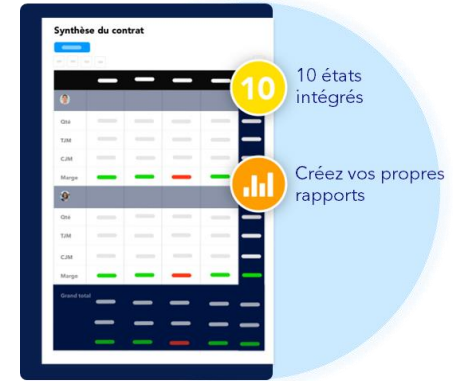 Synthèse du contrat
10
10 états
intégrés
Qté
TJM
CJM
Marge
Créez vos propres
rapports
Qté
TJM
CJM
Marge
Grand total